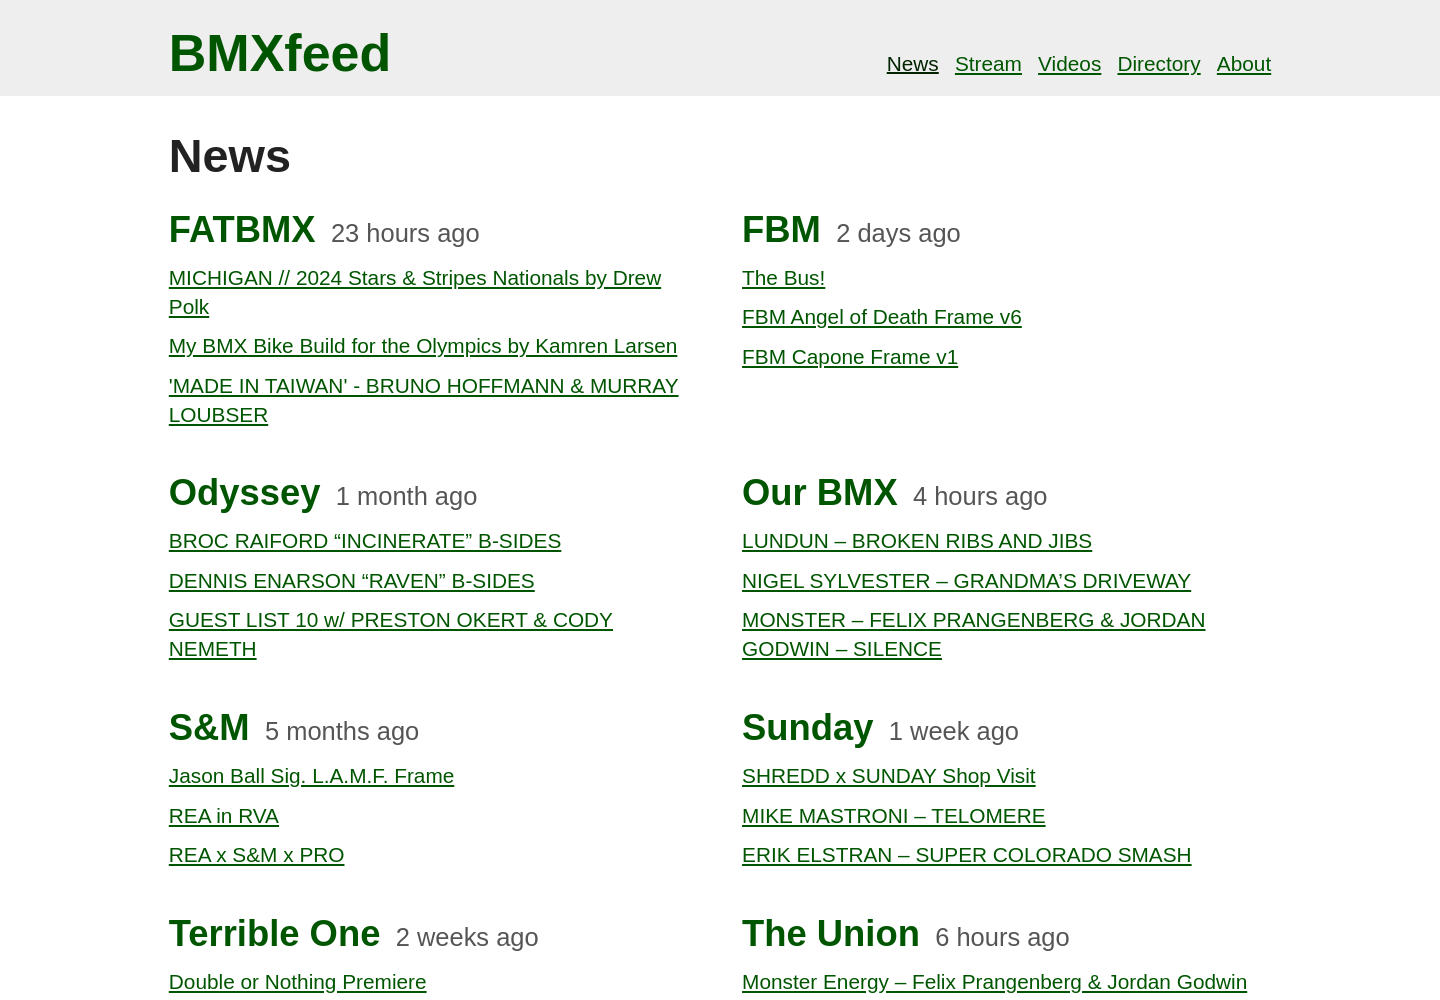 BMXfeed
News Stream Videos Directory About
News
FATBMX 23 hours ago
MICHIGAN // 2024 Stars & Stripes Nationals by Drew
Polk
My BMX Bike Build for the Olympics by Kamren Larsen
'MADE IN TAIWAN' - BRUNO HOFFMANN & MURRAY
LOUBSER
FBM 2 days ago
The Bus!
FBM Angel of Death Frame v6
FBM Capone Frame v1
Odyssey 1 month ago
BROC RAIFORD “INCINERATE” B-SIDES
DENNIS ENARSON “RAVEN” B-SIDES
GUEST LIST 10 w/ PRESTON OKERT & CODY
NEMETH
Our BMX 4 hours ago
LUNDUN – BROKEN RIBS AND JIBS
NIGEL SYLVESTER – GRANDMA’S DRIVEWAY
MONSTER – FELIX PRANGENBERG & JORDAN
GODWIN – SILENCE
S&M 5 months ago
Jason Ball Sig. L.A.M.F. Frame
REA in RVA
REA x S&M x PRO
Sunday 1 week ago
SHREDD x SUNDAY Shop Visit
MIKE MASTRONI – TELOMERE
ERIK ELSTRAN – SUPER COLORADO SMASH
Terrible One 2 weeks ago
Double or Nothing Premiere
The Union 6 hours ago
Monster Energy – Felix Prangenberg & Jordan Godwin